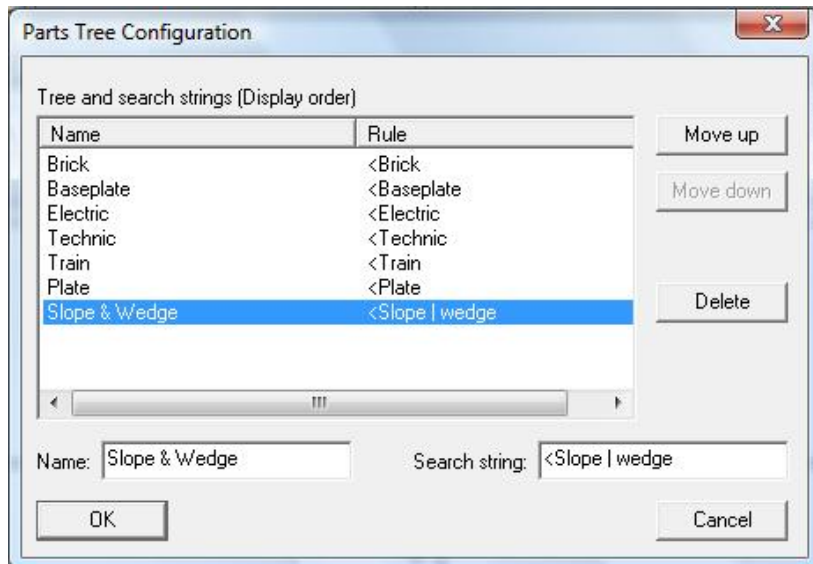 Parts Tree Configuration
Tree and search strings (Display order)
Name Rule
Move up
Brick <Brick
Baseplate <Baseplate
Move down
Electric <Electric
Technic <Technic
Train <Train
Plate <Plate
Slope & Wedge <Slope | wedge
Delete
Name: Slope & Wedge Search string: <Slope | wedge
OK Cancel